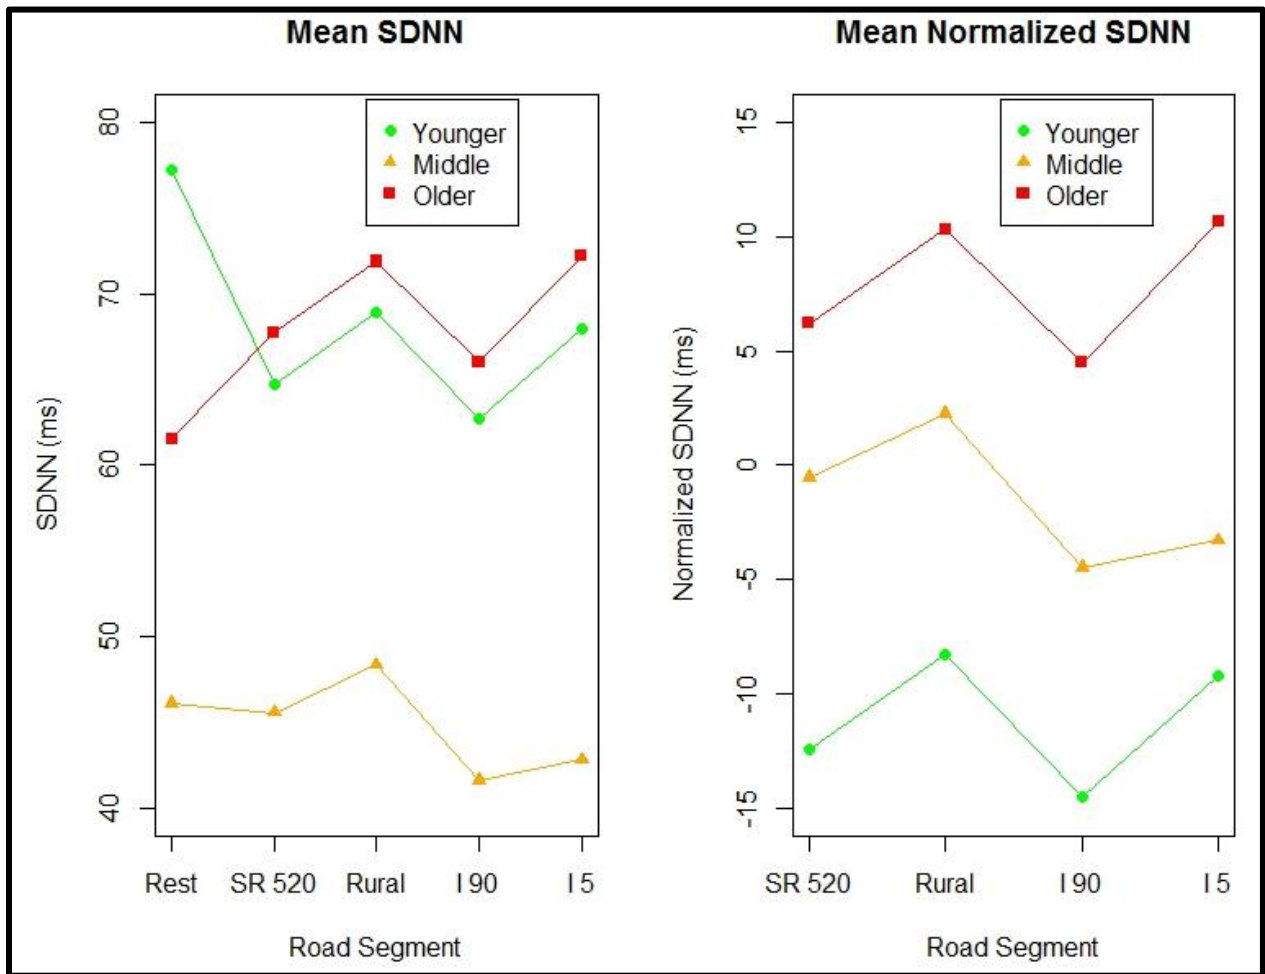 Mean SDNN
Younger
Middle
Older
80
70
60
50
40
SDNN (ms)
Rest SR 520 Rural I 90 I 5
Road Segment
Mean Normalized SDNN
Younger
Middle
Older
15
10
5
0
-5
-10
-15
Normalized SDNN (ms)
SR 520 Rural I 90 I 5
Road Segment